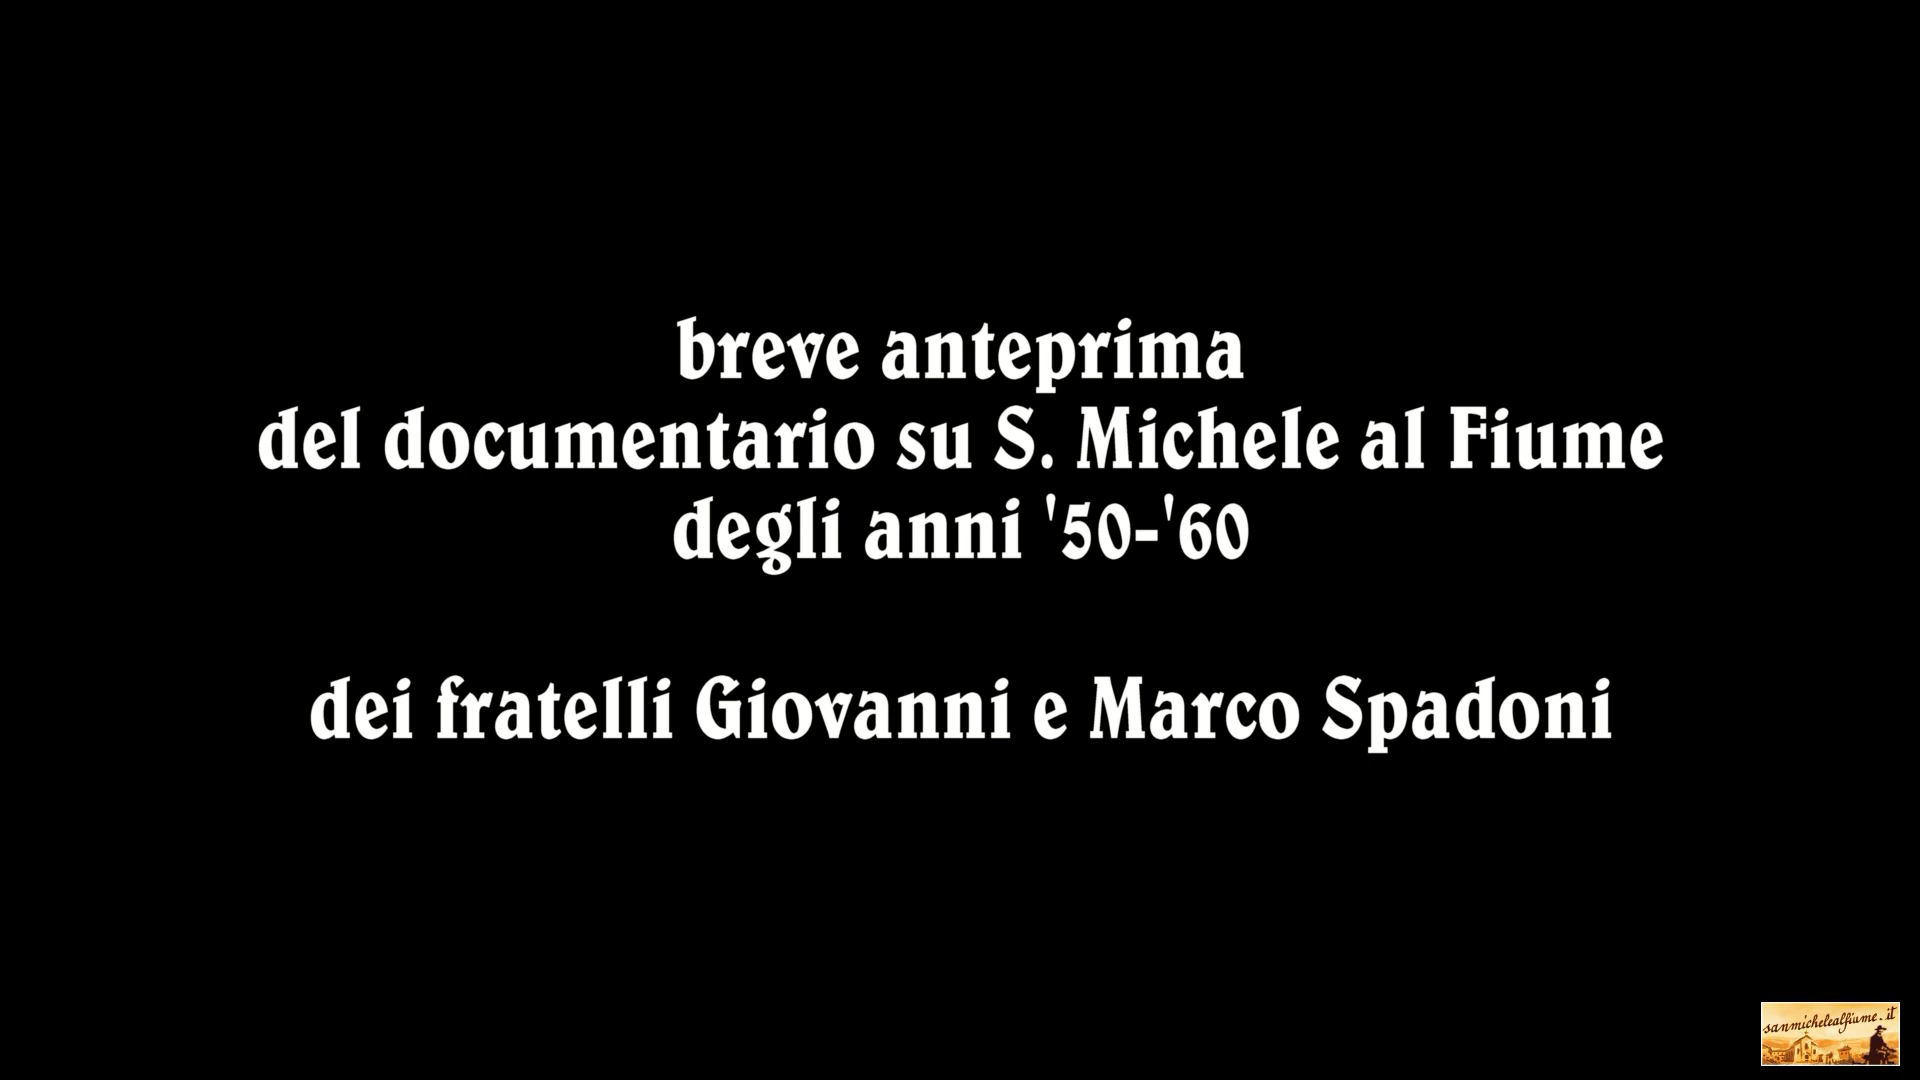 breve anteprima
del documentario su S. Michele al Fiume
degli anni '50-'60
dei fratelli Giovanni e Marco Spadoni
sanmichelealfiume.it